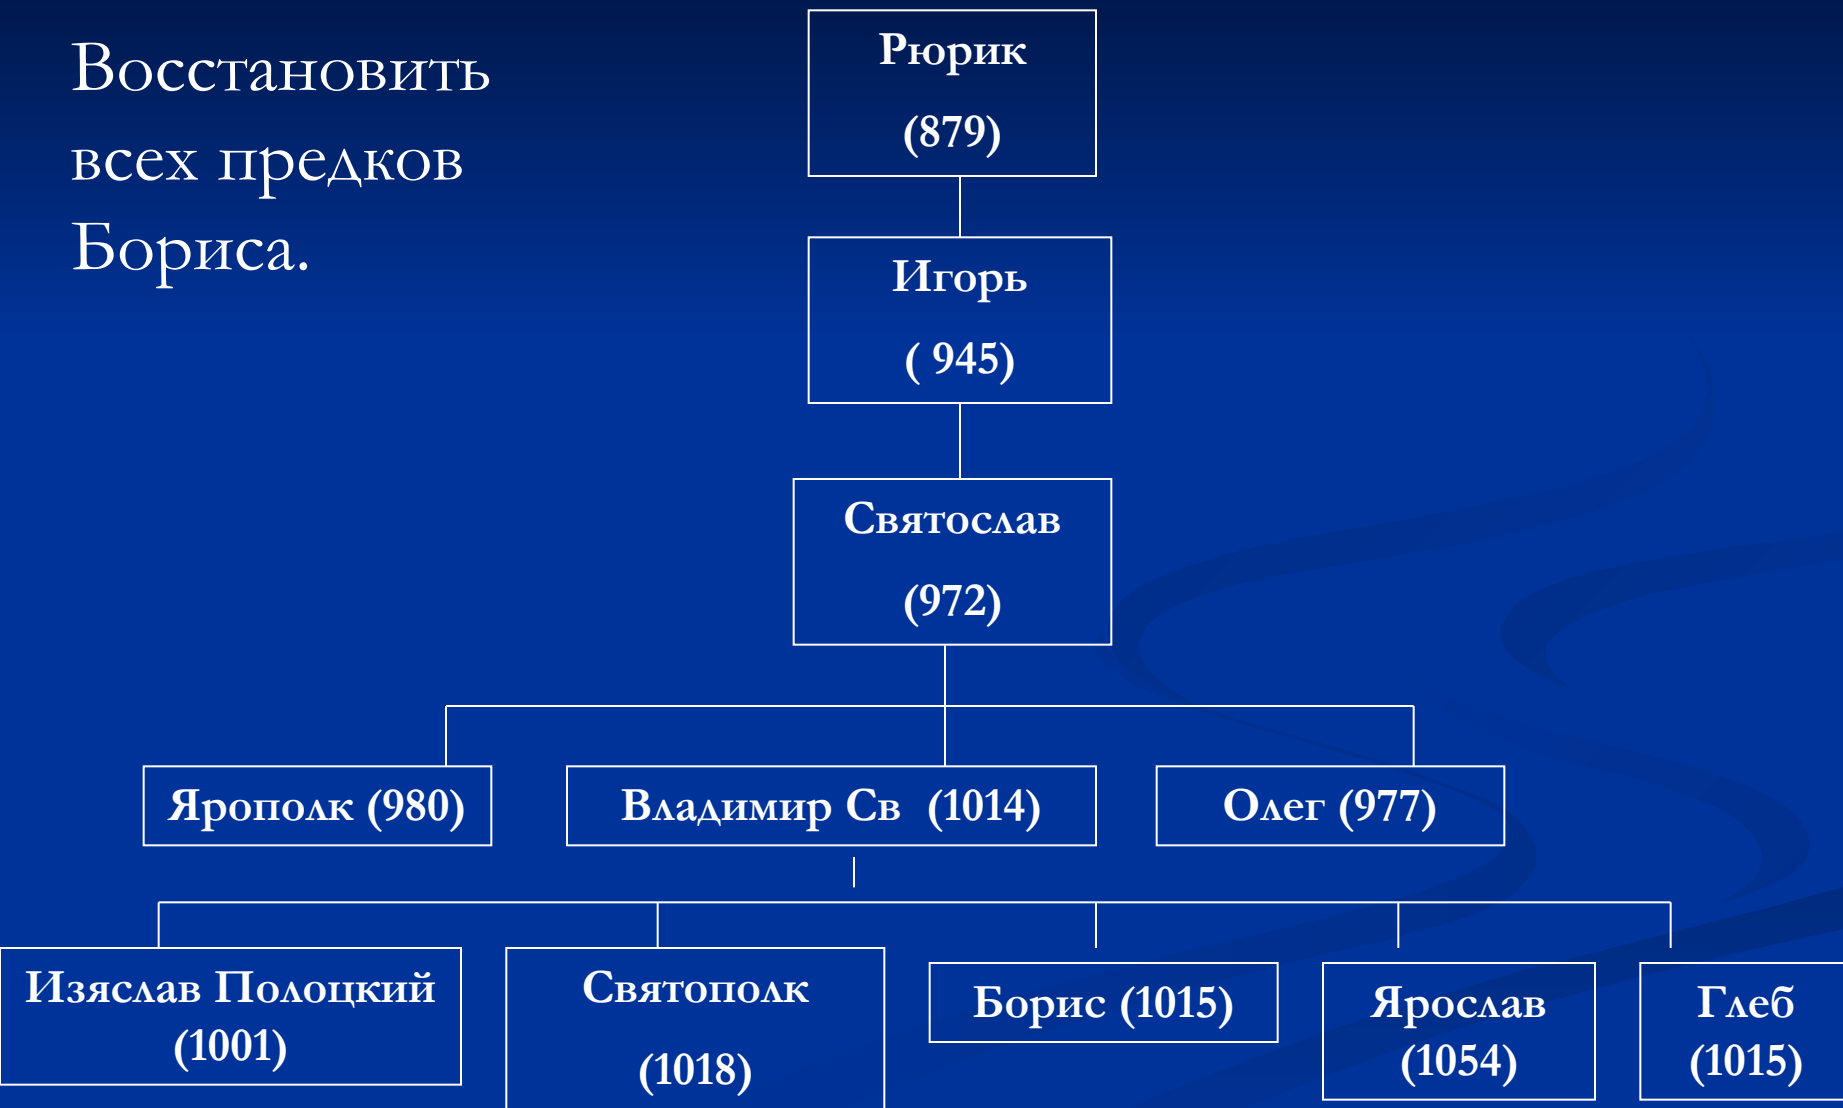 Восстановить
всех предков
Бориса.
Рюрик
(879)
Игорь
( 945)
Святослав
(972)
Ярополк (980)
Владимир Св (1014)
Олег (977)
Изяслав Полоцкий
(1001)
Святополк
(1018)
Борис (1015)
Ярослав
(1054)
Глеб
(1015)